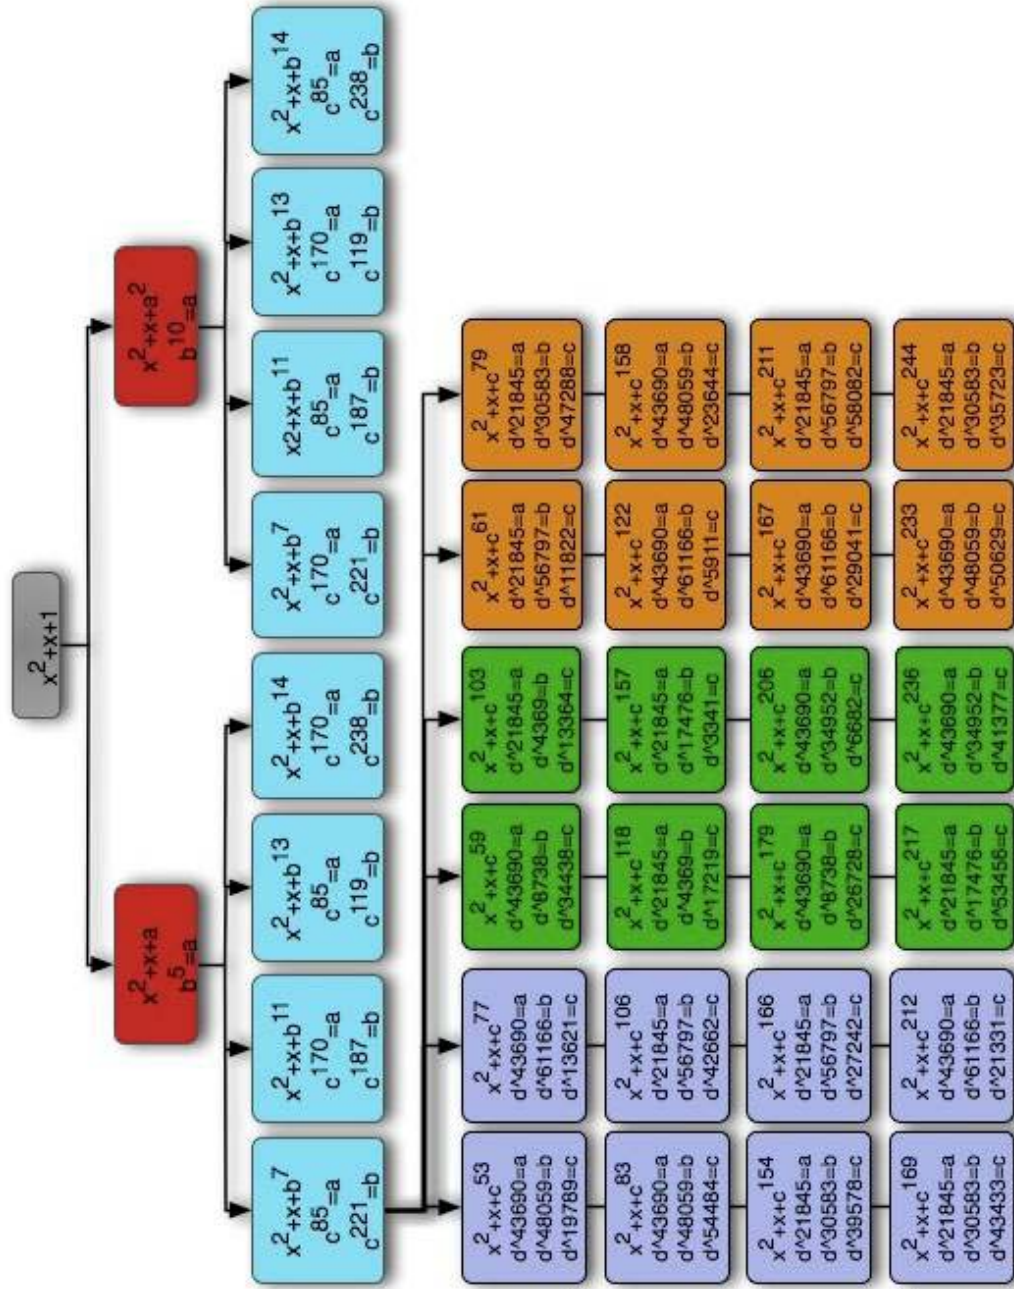 x^2+x+1
x^2+x+a
b^5=a
x^2+x+a^2
b^10=a
x^2+x+b^7
c^85=a
c^221=b
x^2+x+b^11
c^170=a
c^187=b
x^2+x+b^13
c^85=a
c^119=b
x^2+x+b^14
c^170=a
c^238=b
x^2+x+b^7
c^170=a
c^221=b
x2+x+b^11
c^85=a
c^187=b
x^2+x+b^13
c^170=a
c^119=b
x^2+x+b^14
c^85=a
c^238=b
x^2+x+c^53
d^43690=a
d^48059=b
d^19789=c
x^2+x+c^77
d^43690=a
d^61166=b
d^13621=c
x^2+x+c^59
d^43690=a
d^8738=b
d^34438=c
x^2+x+c^103
d^21845=a
d^4369=b
d^13364=c
x^2+x+c^61
d^21845=a
d^56797=b
d^11822=c
x^2+x+c^79
d^21845=a
d^30583=b
d^47288=c
x^2+x+c^83
d^43690=a
d^48059=b
d^54484=c
x^2+x+c^106
d^21845=a
d^56797=b
d^42662=c
x^2+x+c^118
d^21845=a
d^4369=b
d^17219=c
x^2+x+c^157
d^21845=a
d^17476=b
d^3341=c
x^2+x+c^122
d^43690=a
d^61166=b
d^5911=c
x^2+x+c^158
d^43690=a
d^48059=b
d^23644=c
x^2+x+c^154
d^21845=a
d^30583=b
d^39578=c
x^2+x+c^166
d^21845=a
d^56797=b
d^27242=c
x^2+x+c^179
d^43690=a
d^8738=b
d^26728=c
x^2+x+c^206
d^43690=a
d^34952=b
d^6682=c
x^2+x+c^167
d^43690=a
d^61166=b
d^29041=c
x^2+x+c^211
d^21845=a
d^56797=b
d^58082=c
x^2+x+c^169
d^21845=a
d^30583=b
d^43433=c
x^2+x+c^212
d^43690=a
d^61166=b
d^21331=c
x^2+x+c^217
d^21845=a
d^17476=b
d^53456=c
x^2+x+c^236
d^43690=a
d^34952=b
d^41377=c
x^2+x+c^233
d^43690=a
d^48059=b
d^50629=c
x^2+x+c^244
d^21845=a
d^30583=b
d^35723=c